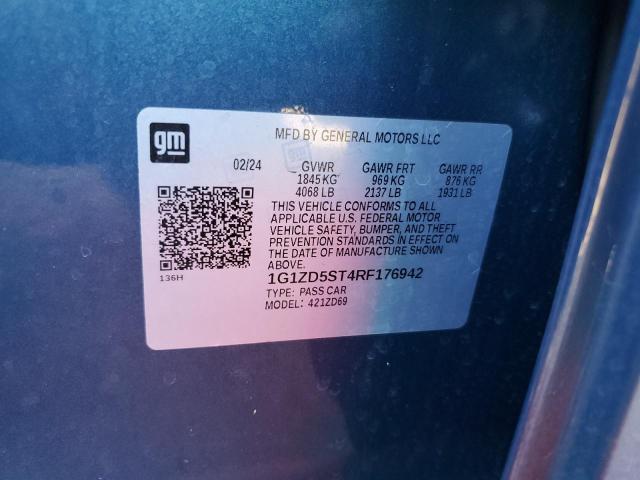 gm
MFD BY GENERAL MOTORS LLC
02/24 GVWR GAWR FRT GAWR RR
1845 KG 969 KG 876 KG
4068 LB 2137 LB 1931 LB
THIS VEHICLE CONFORMS TO ALL
APPLICABLE U.S. FEDERAL MOTOR
VEHICLE SAFETY, BUMPER, AND THEFT
PREVENTION STANDARDS IN EFFECT ON
THE DATE OF MANUFACTURE SHOWN
ABOVE.
136H
1G1ZD5ST4RF176942
TYPE: PASS CAR
MODEL: 421ZD69